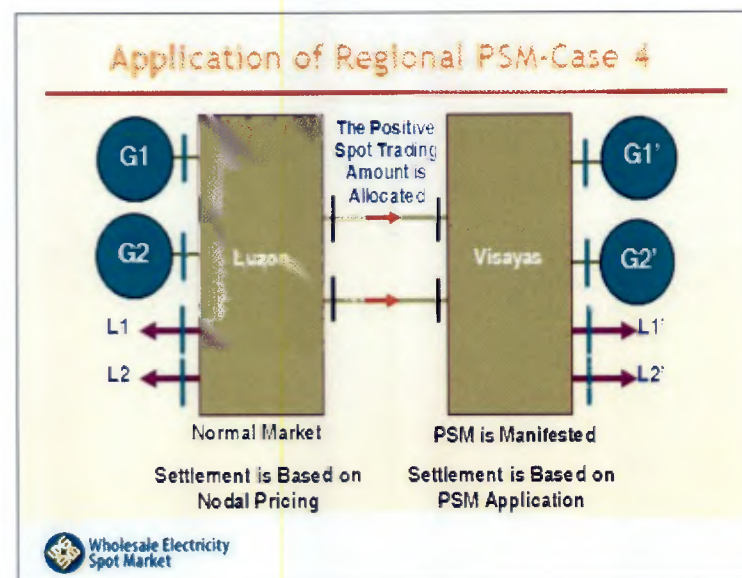 Application of Regional PSM-Case 4
G1
G2
L1
L2
Luzon
The Positive
Spot Trading
Amount is
Allocated
Visayas
G1'
G2'
L1'
L2'
Normal Market
Settlement is Based on
Nodal Pricing
PSM is Manifested
Settlement is Based on
PSM Application
Wholesale Electricity
Spot Market